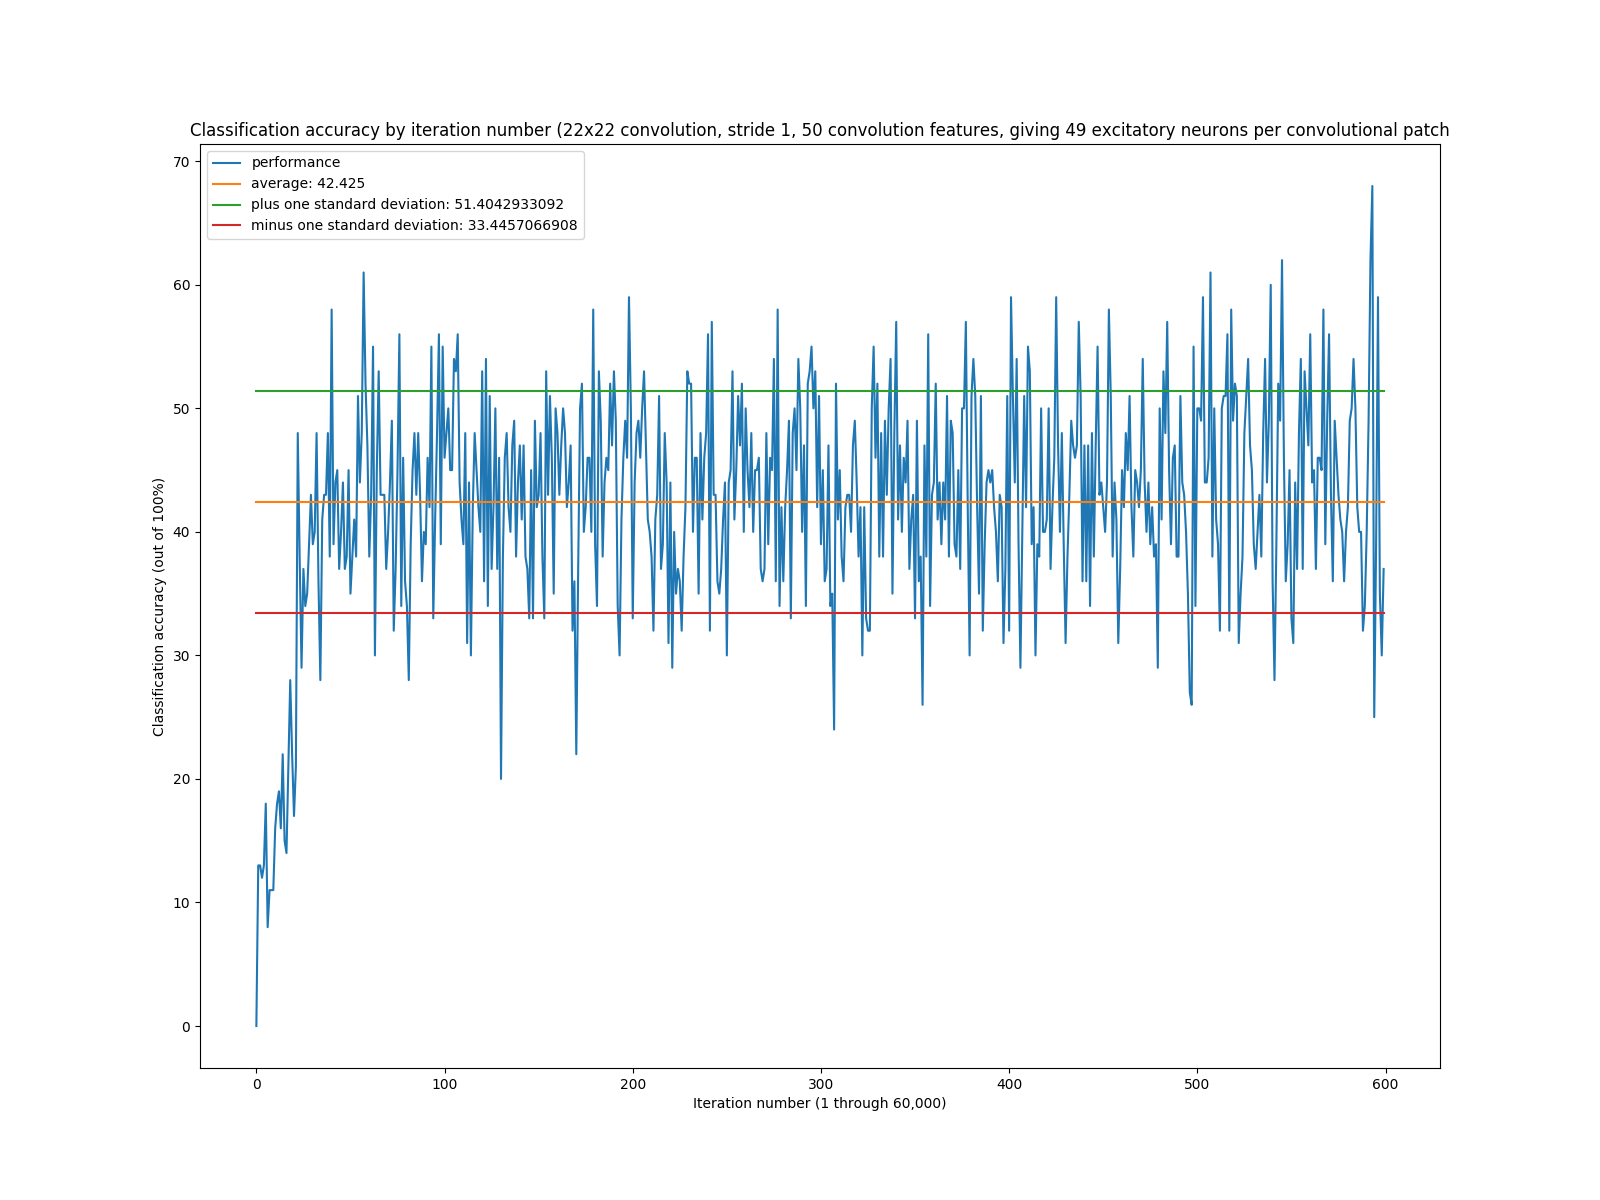 Classification accuracy by iteration number (22x22 convolution, stride 1, 50 convolution features, giving 49 excitatory neurons per convolutional patch
performance
average: 42.425
plus one standard deviation: 51.4042933092
minus one standard deviation: 33.4457066908
70
60
50
40
30
20
10
0
Classification accuracy (out of 100%)
0 100 200 300 400 500 600
Iteration number (1 through 60,000)